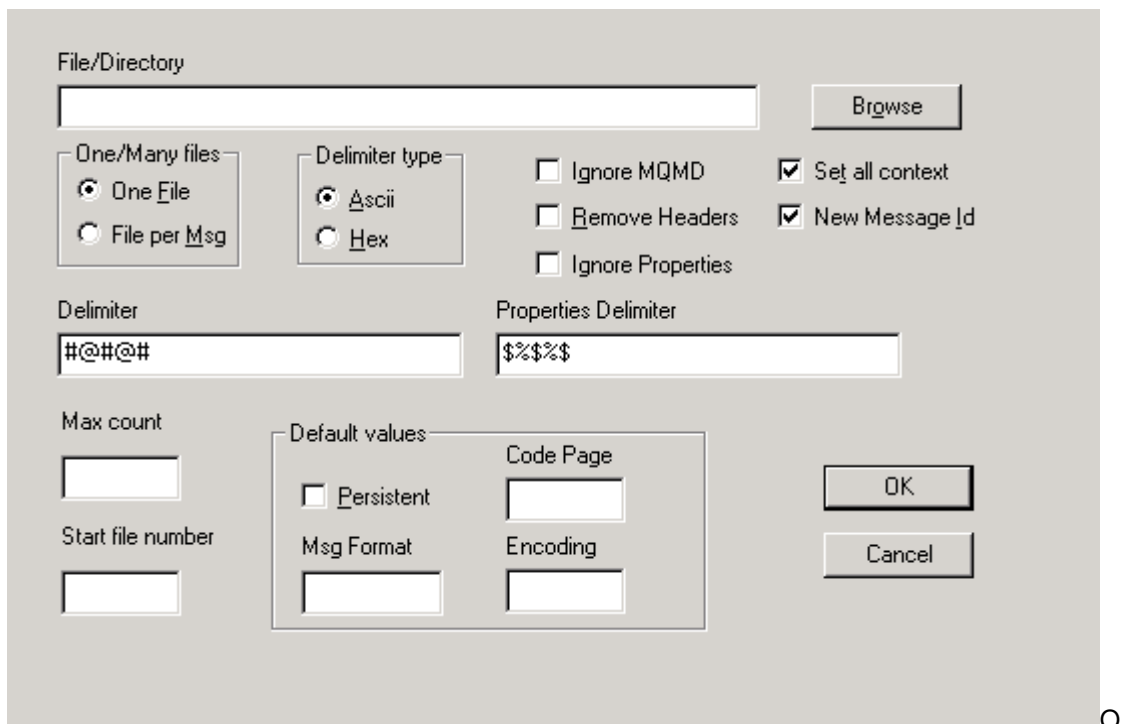 File/Directory
Browse
One/Many files
One File
File per Msg
Delimiter type
Ascii
Hex
Ignore MQMD
Remove Headers
Ignore Properties
Set all context
New Message Id
Delimiter
#@#@#
Properties Delimiter
$%$%$
Max count
Start file number
Default values
Persistent
Code Page
Msg Format
Encoding
OK
Cancel
O